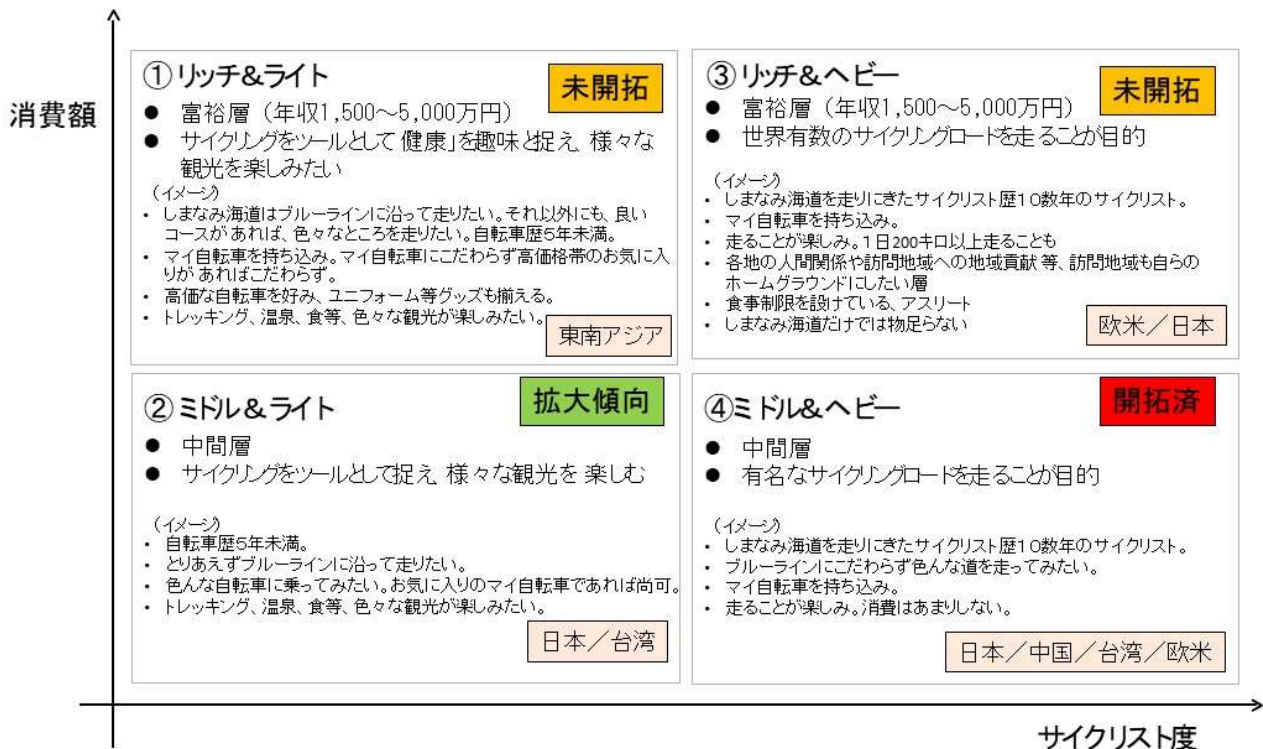 消費額
①リッチ&ライト
未開拓
● 富裕層（年収1,500～5,000万円）
● サイクリングをツールとして「健康」を趣味と捉え 様々な
観光を楽しみたい
（イメージ）
・ しまなみ海道はブルーラインに沿って走りたい。それ以外にも、良い
コースがあれば、色々なところを走りたい。自転車歴5年未満。
・ マイ自転車を持ち込み。マイ自転車にこだわらず高価格帯のお気に入
りがあればこだわらず。
・ 高価な自転車を好み、ユニフォーム等グッズも揃える。
・ トレッキング、温泉、食等、色々な観光が楽しみたい。
東南アジア
③リッチ&ヘビー
未開拓
● 富裕層（年収1,500～5,000万円）
● 世界有数のサイクリングロードを走ることが目的
（イメージ）
・ しまなみ海道を走りにきたサイクリスト歴10数年のサイクリスト。
・ マイ自転車を持ち込み。
・ 走ることが楽しみ。1日200キロ以上走ることも
・ 各地の人間関係や訪問地域への地域貢献等、訪問地域も自らの
ホームグラウンドにしたい層
・ 食事制限を設けている、アスリート
・ しまなみ海道だけでは物足らない
欧米／日本
②ミドル&ライト
拡大傾向
● 中間層
● サイクリングをツールとして捉え 様々な観光を 楽しむ
（イメージ）
・ 自転車歴5年未満。
・ とりあえずブルーラインに沿って走りたい。
・ 色んな自転車に乗ってみたい。お気に入りのマイ自転車であれば尚可。
・ トレッキング、温泉、食等、色々な観光が楽しみたい。
日本／台湾
④ミドル&ヘビー
開拓済
● 中間層
● 有名なサイクリングロードを走ることが目的
（イメージ）
・ しまなみ海道を走りにきたサイクリスト歴10数年のサイクリスト。
・ ブルーラインにこだわらず色んな道を走ってみたい。
・ マイ自転車を持ち込み。
・ 走ることが楽しみ。消費はあまりしない。
日本／中国／台湾／欧米
サイクリスト度